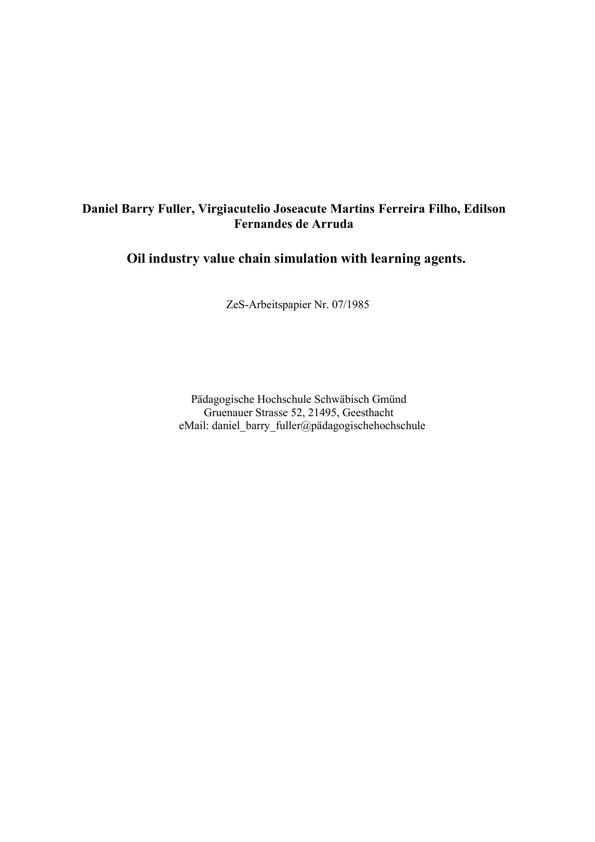 Daniel Barry Fuller, Virgiacutelio Joseacute Martins Ferreira Filho, Edilson
Fernandes de Arruda
Oil industry value chain simulation with learning agents.
ZeS-Arbeitspapier Nr. 07/1985
Pädagogische Hochschule Schwäbisch Gmünd
Gruenauer Strasse 52, 21495, Geesthacht
eMail: daniel_barry_fuller@pädagogischehochschule